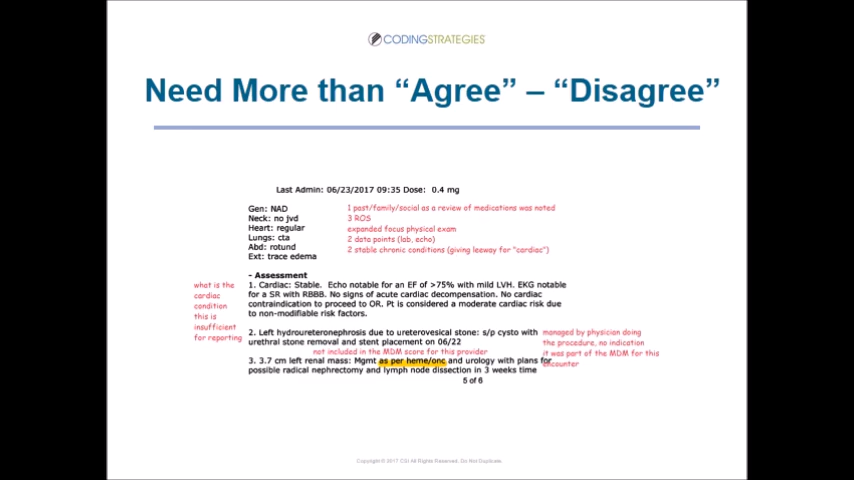 CODINGSTRATEGIES
Need More than “Agree” – “Disagree”
Last Admin: 06/23/2017 09:35 Dose: 0.4 mg
Gen: NAD
Neck: no jvd
Heart: regular
Lungs: cta
Abd: rotund
Ext: trace edema
1 past/family/social as a review of medications was noted
3 ROS
expanded focus physical exam
2 data points (lab, echo)
2 stable chronic conditions (giving leeway for "cardiac")
- Assessment
1. Cardiac: Stable. Echo notable for an EF of >75% with mild LVH. EKG notable
for a SR with RBBB. No signs of acute cardiac decompensation. No cardiac
contraindication to proceed to OR. Pt is considered a moderate cardiac risk due
to non-modifiable risk factors.
what is the
cardiac
condition
this is
insufficient
for reporting
2. Left hydroureteronephrosis due to ureterovesical stone: s/p cysto with
urethral stone removal and stent placement on 06/22
managed by physician doing
the procedure, no indication
it was part of the MDM for this
encounter
not included in the MDM score for this provider
3. 3.7 cm left renal mass: Mgmt as per heme/onc and urology with plans for
possible radical nephrectomy and lymph node dissection in 3 weeks time
5 of 6
Copyright © 2017 CSI All Rights Reserved, Do Not Duplicate.